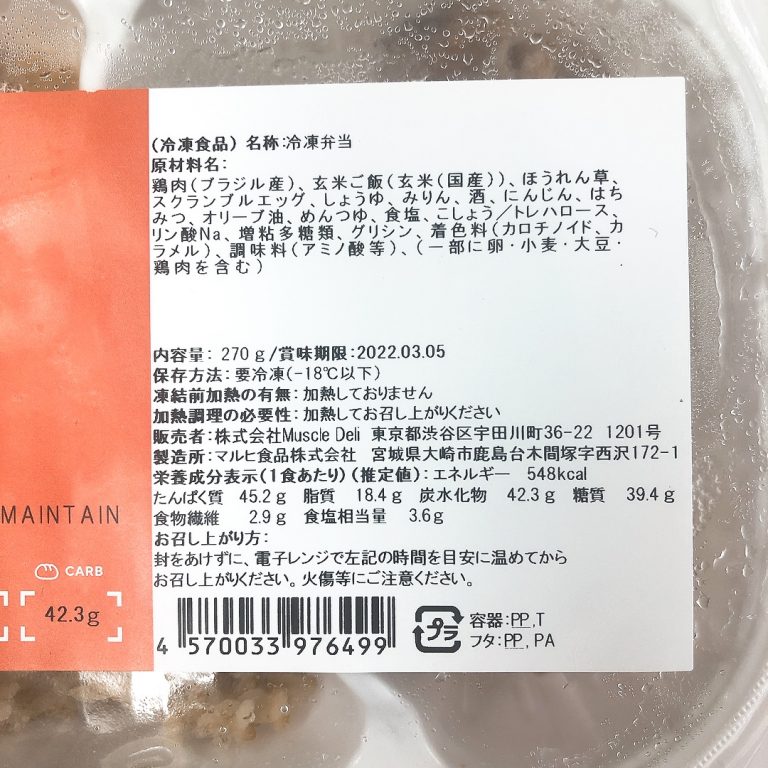 (冷凍食品) 名称:冷凍弁当
原材料名:
鶏肉(ブラジル産)、玄米ご飯(玄米(国産))、ほうれん草、
スクランブルエッグ、しょうゆ、みりん、酒、にんじん、はち
みつ、オリーブ油、めんつゆ、食塩、こしょう/トレハロース、
リン酸Na、増粘多糖類、グリシン、着色料(カロチノイド、カ
ラメル)、調味料(アミノ酸等)、(一部に卵・小麦・大豆・
鶏肉を含む)
内容量: 270g/賞味期限:2022.03.05
保存方法:要冷凍(-18℃以下)
凍結前加熱の有無:加熱しておりません
加熱調理の必要性:加熱してお召し上がりください
販売者:株式会社Muscle Deli 東京都渋谷区宇田川町36-22 1201号
製造所:マルヒ食品株式会社 宮城県大崎市鹿島台木間塚字西沢172-1
栄養成分表示(1食あたり)(推定値):エネルギー 548kcal
たんぱく質 45.2g 脂質 18.4g 炭水化物 42.3g 糖質 39.4g
食物繊維 2.9g 食塩相当量 3.6g
お召し上がり方:
封をあけずに、電子レンジで左記の時間を目安に温めてから
お召し上がりください。火傷等にご注意ください。
4 570033 976499
プラ
容器:PP,T
フタ:PP,PA
MAINTAIN
CARB
42.3g